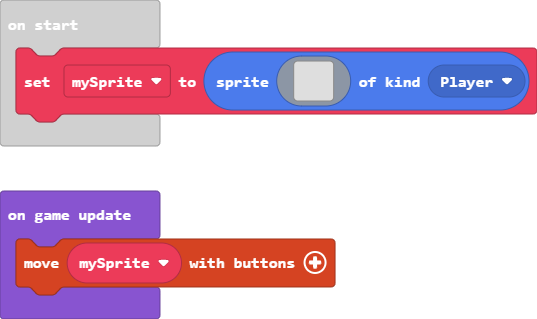 on start
set mySprite to sprite of kind Player
on game update
move mySprite with buttons